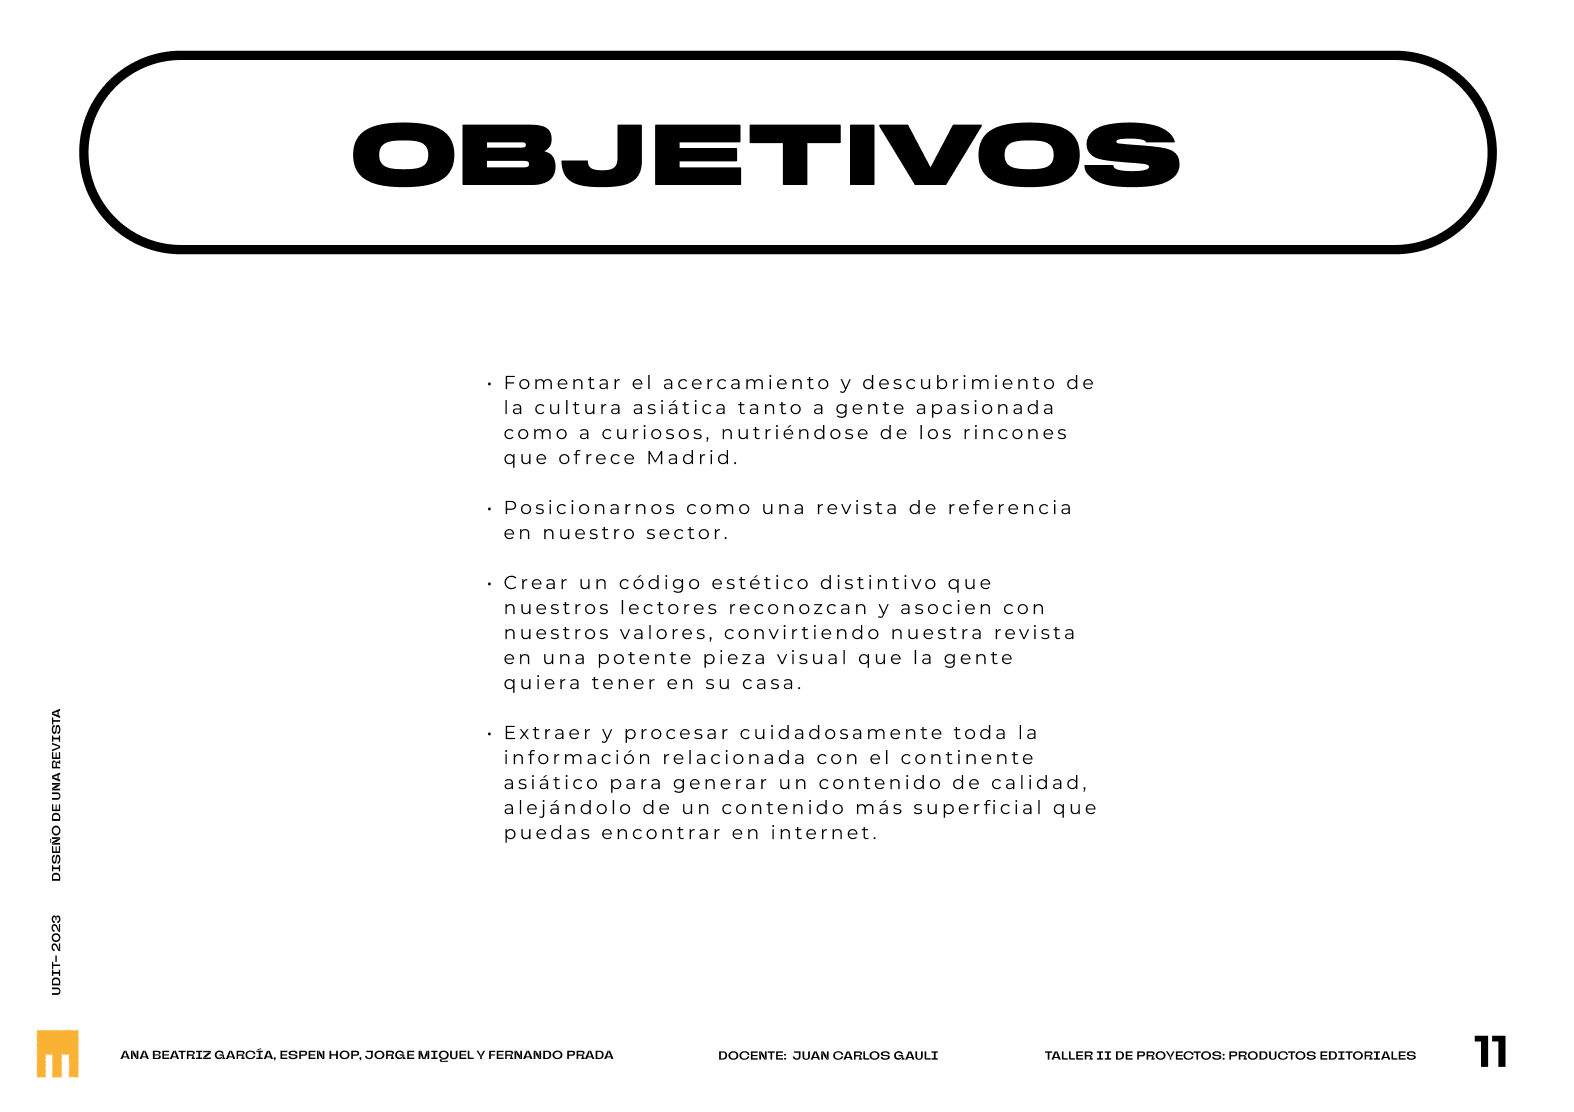 OBJETIVOS
• Fomentar el acercamiento y descubrimiento de
la cultura asiática tanto a gente apasionada
como a curiosos, nutriéndose de los rincones
que ofrece Madrid.
• Posicionarnos como una revista de referencia
en nuestro sector.
• Crear un código estético distintivo que
nuestros lectores reconozcan y asocien con
nuestros valores, convirtiendo nuestra revista
en una potente pieza visual que la gente
quiera tener en su casa.
• Extraer y procesar cuidadosamente toda la
información relacionada con el continente
asiático para generar un contenido de calidad,
alejándolo de un contenido más superficial que
puedas encontrar en internet.
UDIT– 2023 DISEÑO DE UNA REVISTA
ANA BEATRIZ GARCÍA, ESPEN HOP, JORGE MIQUEL Y FERNANDO PRADA
DOCENTE: JUAN CARLOS GAULI
TALLER II DE PROYECTOS: PRODUCTOS EDITORIALES
11